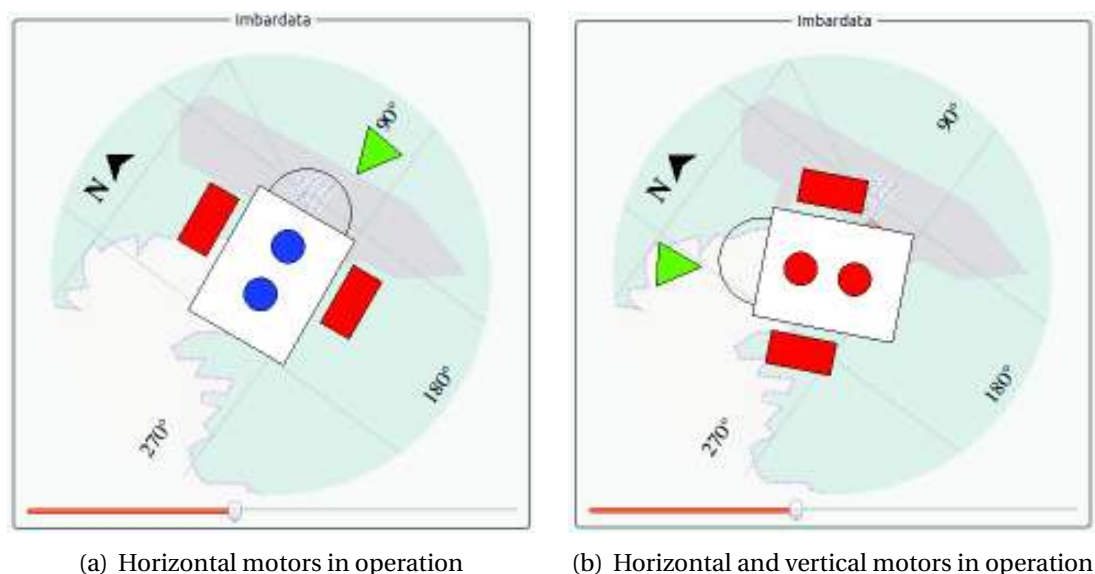 Imbardata
N
90°
180°
270°
Imbardata
N
90°
180°
270°
(a) Horizontal motors in operation
(b) Horizontal and vertical motors in operation